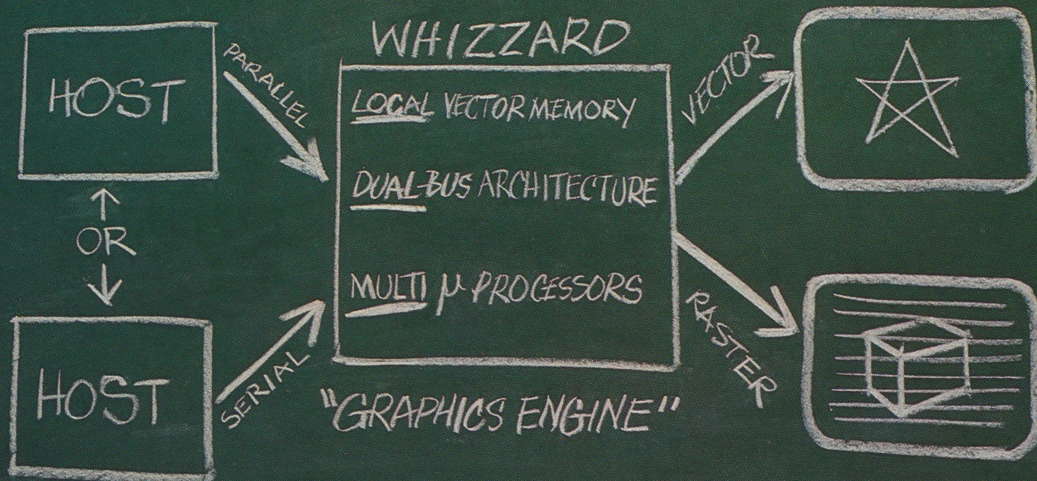 WHIZZARD
HOST
PARALLEL
LOCAL VECTOR MEMORY
DUAL-BUS ARCHITECTURE
MULTI μ PROCESSORS
VECTOR
OR
HOST
SERIAL
RASTER
"GRAPHICS ENGINE"